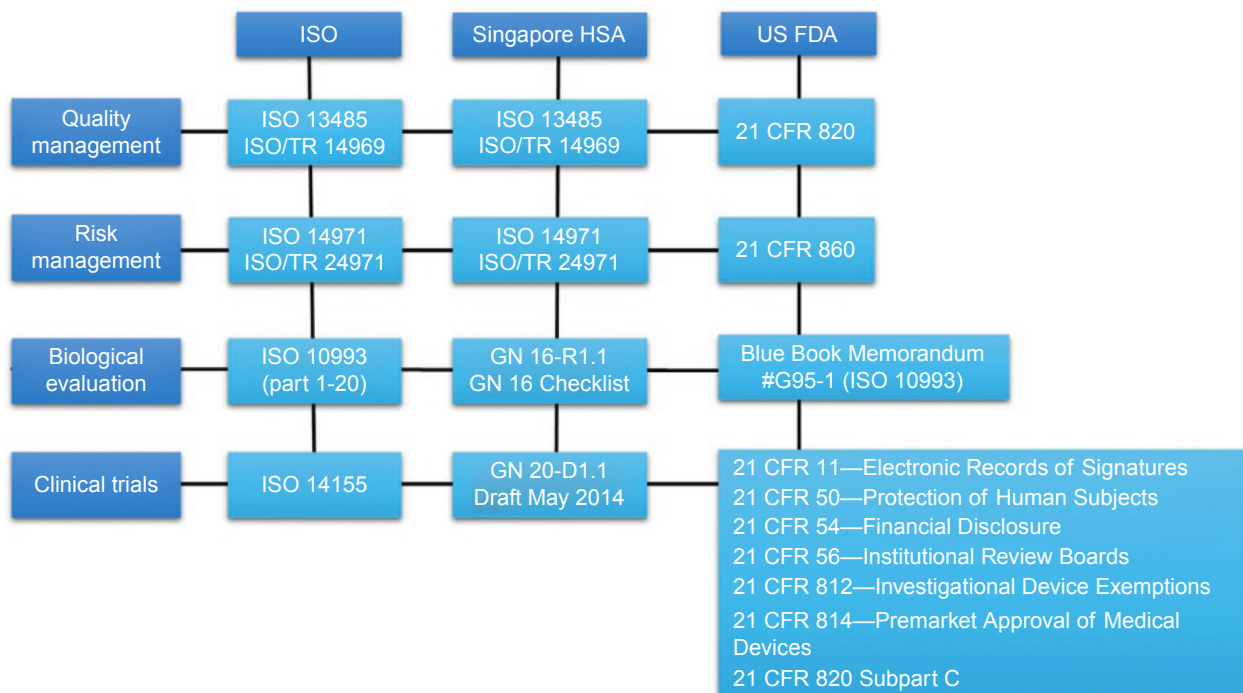 ISO
Singapore HSA
US FDA
Quality
management
ISO 13485
ISO/TR 14969
ISO 13485
ISO/TR 14969
21 CFR 820
Risk
management
ISO 14971
ISO/TR 24971
ISO 14971
ISO/TR 24971
21 CFR 860
Biological
evaluation
ISO 10993
(part 1-20)
GN 16-R1.1
GN 16 Checklist
Blue Book Memorandum
#G95-1 (ISO 10993)
Clinical trials
ISO 14155
GN 20-D1.1
Draft May 2014
21 CFR 11—Electronic Records of Signatures
21 CFR 50—Protection of Human Subjects
21 CFR 54—Financial Disclosure
21 CFR 56—Institutional Review Boards
21 CFR 812—Investigational Device Exemptions
21 CFR 814—Premarket Approval of Medical
Devices
21 CFR 820 Subpart C